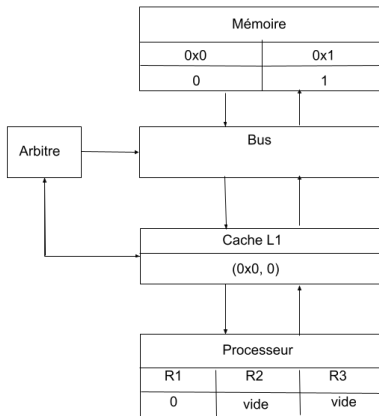 Mémoire
0x0 0x1
0 1
Bus
Arbitre
Cache L1
(0x0, 0)
Processeur
R1 R2 R3
0 vide vide